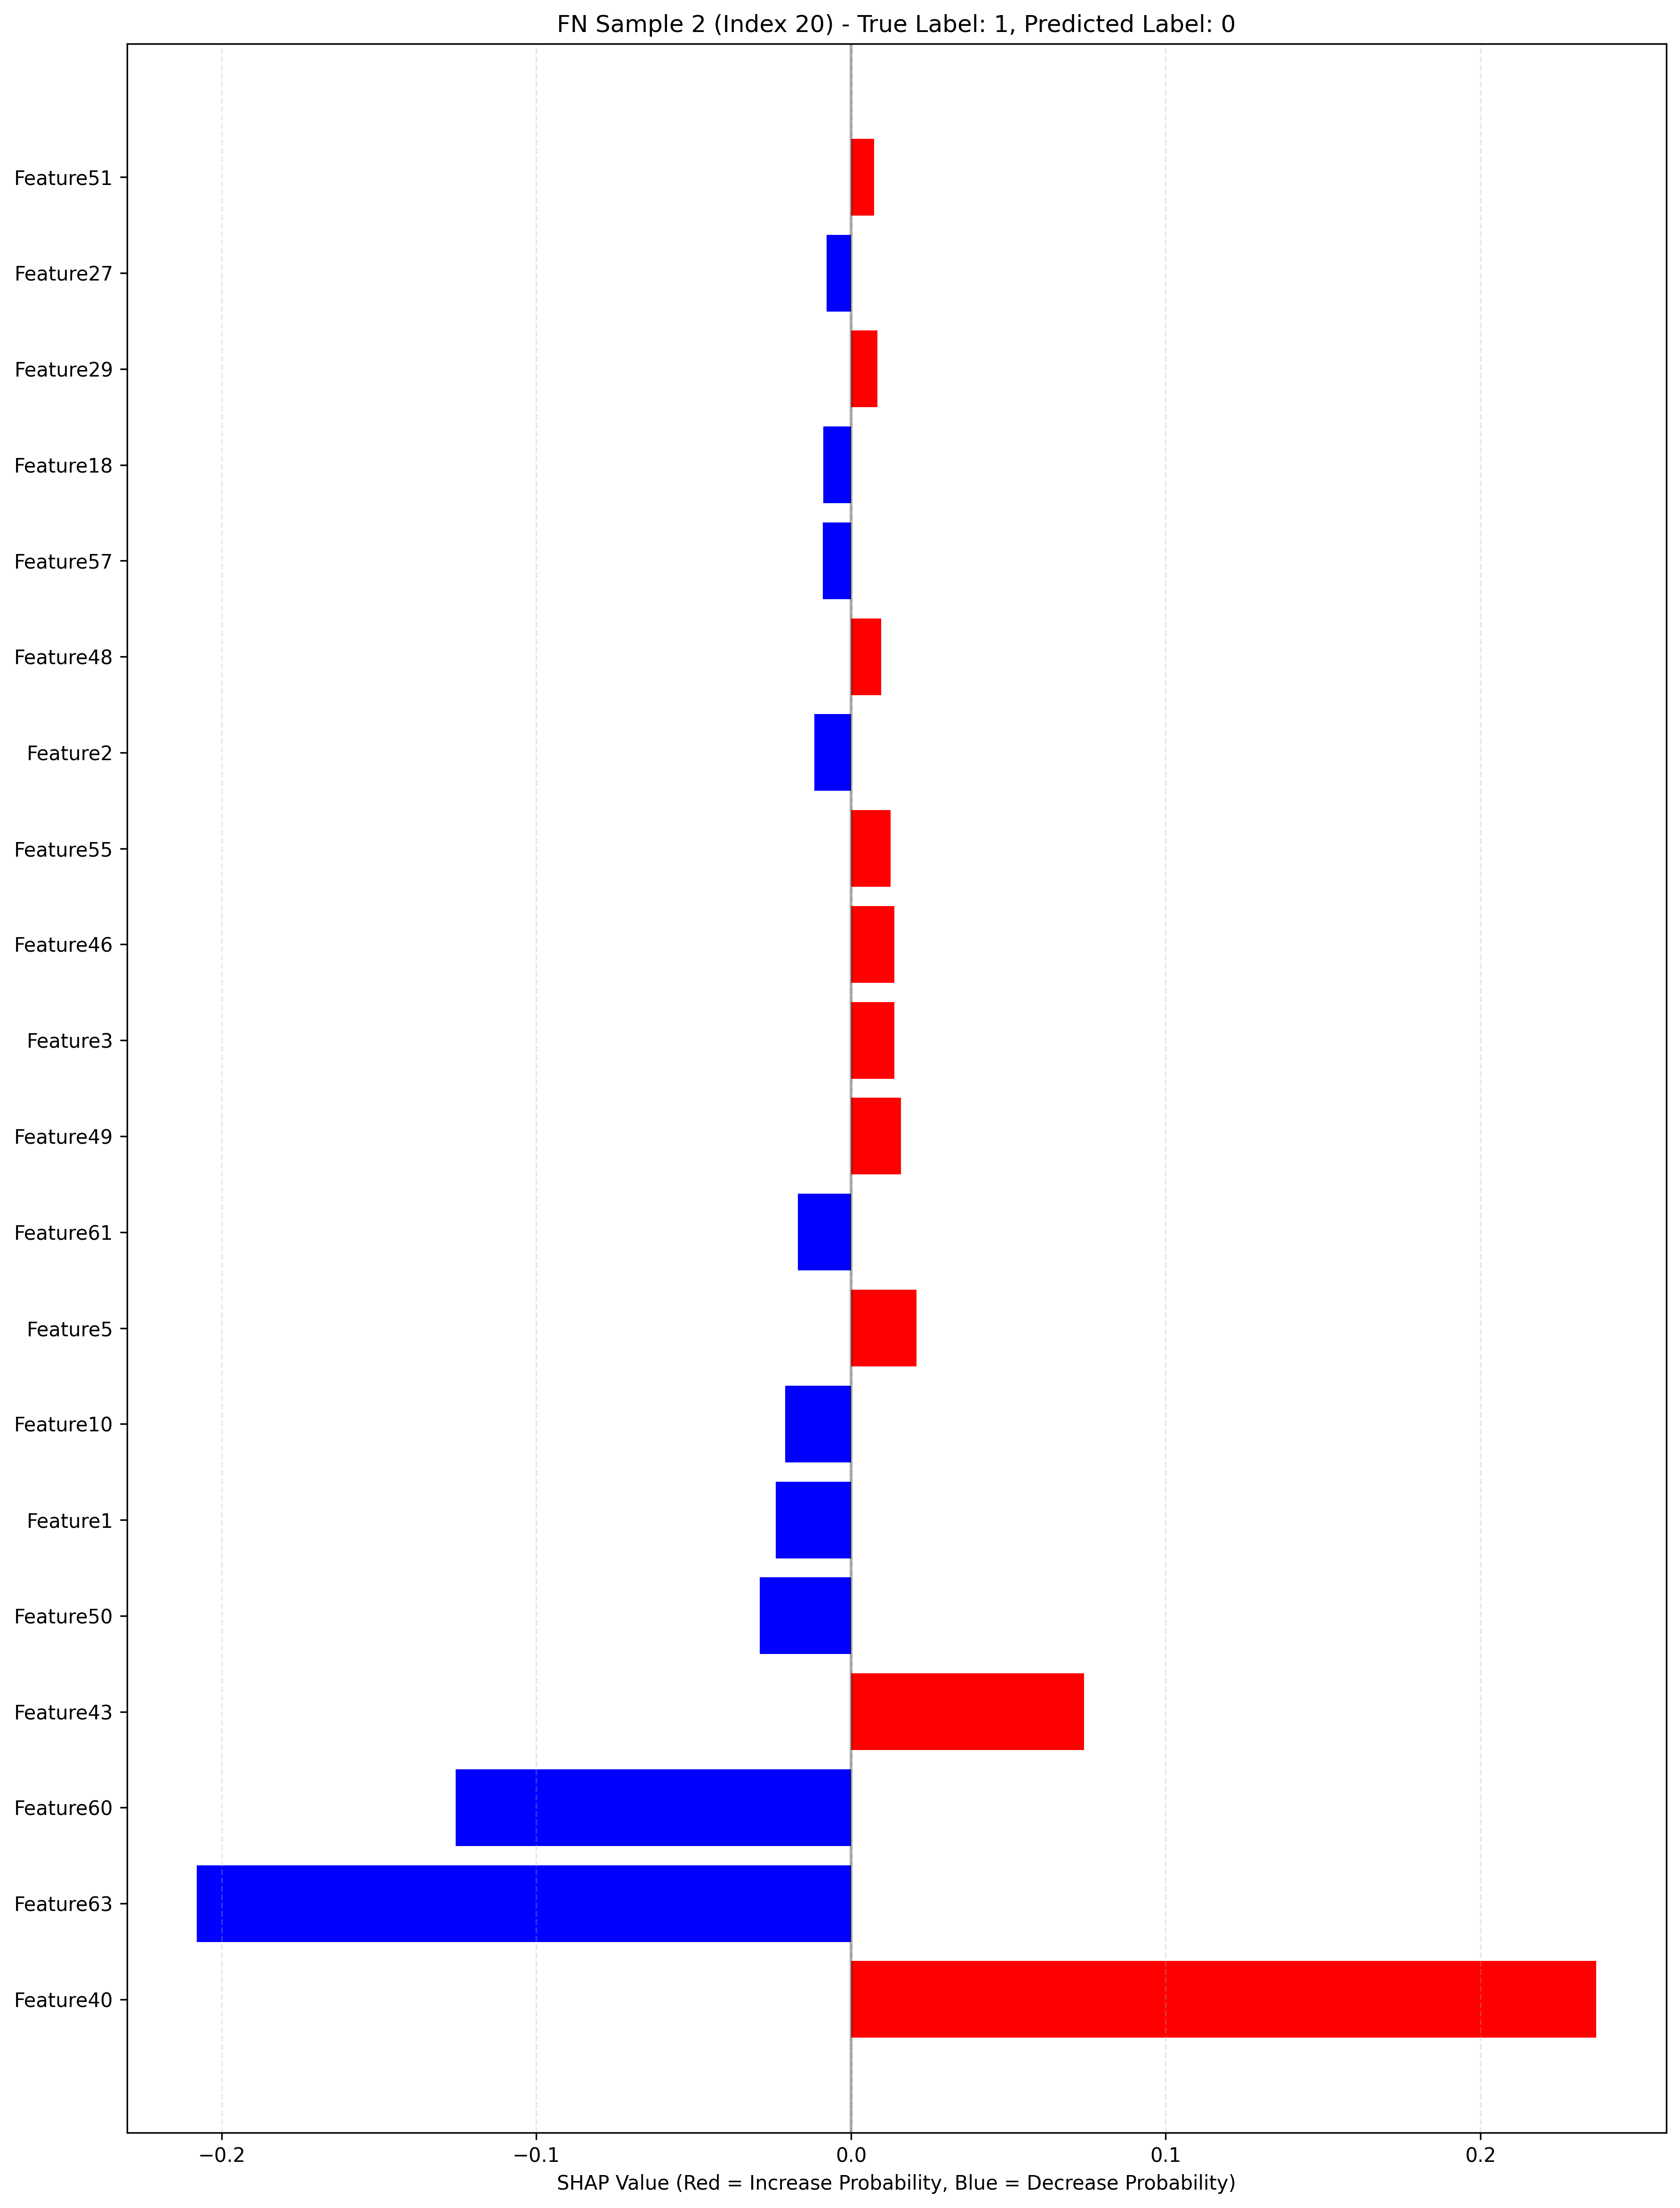 FN Sample 2 (Index 20) - True Label: 1, Predicted Label: 0
Feature51
Feature27
Feature29
Feature18
Feature57
Feature48
Feature2
Feature55
Feature46
Feature3
Feature49
Feature61
Feature5
Feature10
Feature1
Feature50
Feature43
Feature60
Feature63
Feature40
−0.2 −0.1 0.0 0.1 0.2
SHAP Value (Red = Increase Probability, Blue = Decrease Probability)